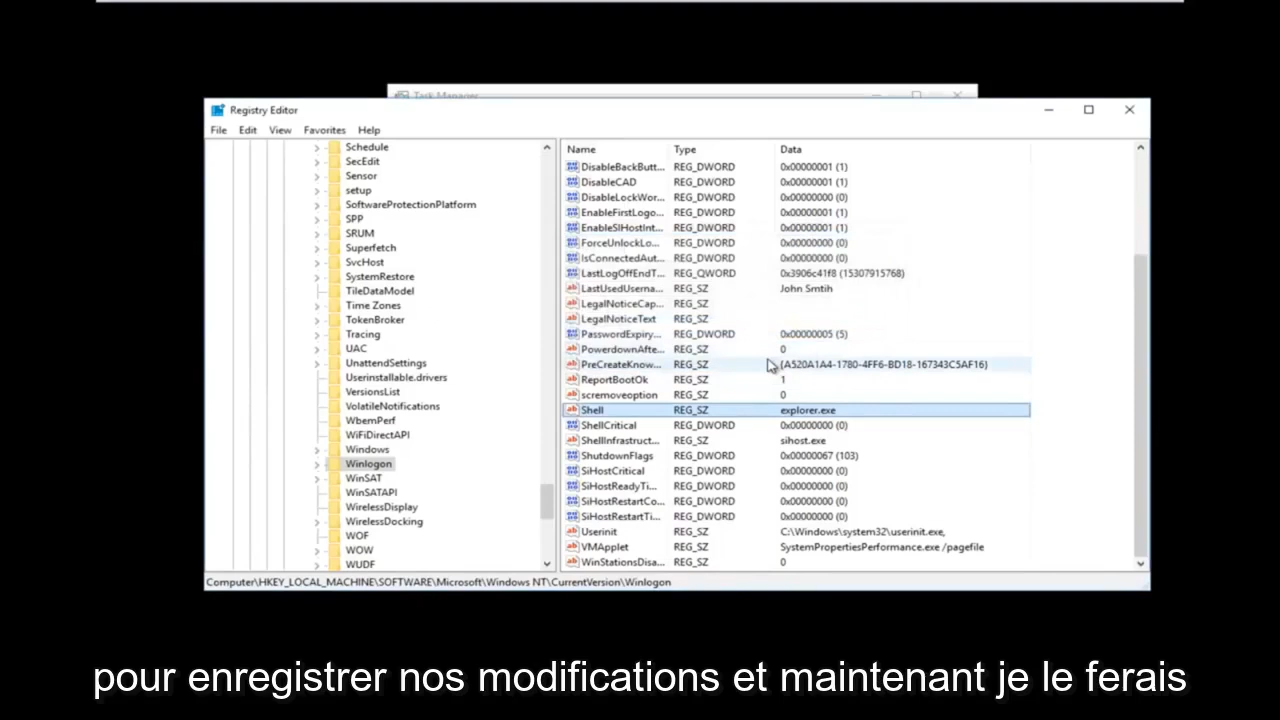 Task Manager
Registry Editor
File Edit View Favorites Help
Schedule
SecEdit
Sensor
setup
SoftwareProtectionPlatform
SPP
SRUM
Superfetch
SvcHost
SystemRestore
TileDataModel
Time Zones
TokenBroker
Tracing
UAC
UnattendSettings
Userinstallable.drivers
VersionsList
VolatileNotifications
WbemPerf
WiFiDirectAPI
Windows
Winlogon
WinSAT
WinSATAPI
WirelessDisplay
WirelessDocking
WOF
WOW
WUDF
Name Type Data
DisableBackButt... REG_DWORD 0x00000001 (1)
DisableCAD REG_DWORD 0x00000001 (1)
DisableLockWor... REG_DWORD 0x00000000 (0)
EnableFirstLogo... REG_DWORD 0x00000001 (1)
EnableSIHostInt... REG_DWORD 0x00000001 (1)
ForceUnlockLo... REG_DWORD 0x00000000 (0)
IsConnectedAut... REG_DWORD 0x00000000 (0)
LastLogOffEndT... REG_QWORD 0x3906c41f8 (15307915768)
LastUsedUserna... REG_SZ John Smtih
LegalNoticeCap... REG_SZ
LegalNoticeText REG_SZ
PasswordExpiry... REG_DWORD 0x00000005 (5)
PowerdownAfte... REG_SZ 0
PreCreateKnow... REG_SZ {A520A1A4-1780-4FF6-BD18-167343C5AF16}
ReportBootOk REG_SZ 1
scremoveoption REG_SZ 0
Shell REG_SZ explorer.exe
ShellCritical REG_DWORD 0x00000000 (0)
ShellInfrastruct... REG_SZ sihost.exe
ShutdownFlags REG_DWORD 0x00000067 (103)
SiHostCritical REG_DWORD 0x00000000 (0)
SiHostReadyTi... REG_DWORD 0x00000000 (0)
SiHostRestartCo... REG_DWORD 0x00000000 (0)
SiHostRestartTi... REG_DWORD 0x00000000 (0)
Userinit REG_SZ C:\Windows\system32\userinit.exe,
VMApplet REG_SZ SystemPropertiesPerformance.exe /pagefile
WinStationsDisa... REG_SZ 0
Computer\HKEY_LOCAL_MACHINE\SOFTWARE\Microsoft\Windows NT\CurrentVersion\Winlogon
pour enregistrer nos modifications et maintenant je le ferais